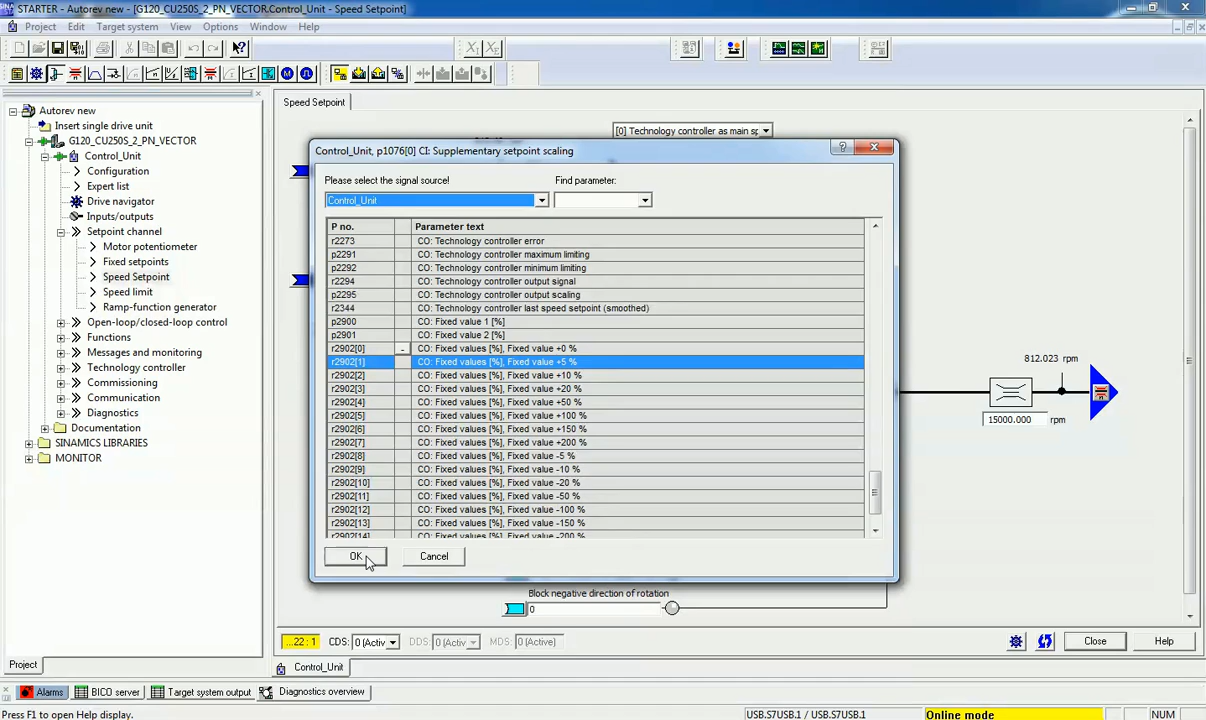 STARTER - Autorev new - [G120_CU250S_2_PN_VECTOR.Control_Unit - Speed Setpoint]
Project Edit Target system View Options Window Help
Autorev new
Insert single drive unit
G120_CU250S_2_PN_VECTOR
Control_Unit
Configuration
Expert list
Drive navigator
Inputs/outputs
Setpoint channel
Motor potentiometer
Fixed setpoints
Speed Setpoint
Speed limit
Ramp-function generator
Open-loop/closed-loop control
Functions
Messages and monitoring
Technology controller
Commissioning
Communication
Diagnostics
Documentation
SINAMICS LIBRARIES
MONITOR
Project
Speed Setpoint
[0] Technology controller as main sp
Control_Unit, p1076[0] CI: Supplementary setpoint scaling
Please select the signal source! Find parameter:
Control_Unit
P no. Parameter text
r2273 CO: Technology controller error
p2291 CO: Technology controller maximum limiting
p2292 CO: Technology controller minimum limiting
r2294 CO: Technology controller output signal
p2295 CO: Technology controller output scaling
r2344 CO: Technology controller last speed setpoint (smoothed)
p2900 CO: Fixed value 1 [%]
p2901 CO: Fixed value 2 [%]
r2902[0] - CO: Fixed values [%], Fixed value +0 %
r2902[1] CO: Fixed values [%], Fixed value +5 %
r2902[2] CO: Fixed values [%], Fixed value +10 %
r2902[3] CO: Fixed values [%], Fixed value +20 %
r2902[4] CO: Fixed values [%], Fixed value +50 %
r2902[5] CO: Fixed values [%], Fixed value +100 %
r2902[6] CO: Fixed values [%], Fixed value +150 %
r2902[7] CO: Fixed values [%], Fixed value +200 %
r2902[8] CO: Fixed values [%], Fixed value -5 %
r2902[9] CO: Fixed values [%], Fixed value -10 %
r2902[10] CO: Fixed values [%], Fixed value -20 %
r2902[11] CO: Fixed values [%], Fixed value -50 %
r2902[12] CO: Fixed values [%], Fixed value -100 %
r2902[13] CO: Fixed values [%], Fixed value -150 %
r2902[14] CO: Fixed values [%], Fixed value -200 %
OK Cancel
812.023 rpm
15000.000 rpm
Block negative direction of rotation
0
...22 : 1 CDS: 0 (Activ DDS: 0 (Activ MDS: 0 (Active) Close Help
Control_Unit
Alarms BICO server Target system output Diagnostics overview
Press F1 to open Help display. USB.S7USB.1 / USB.S7USB.1 Online mode NUM